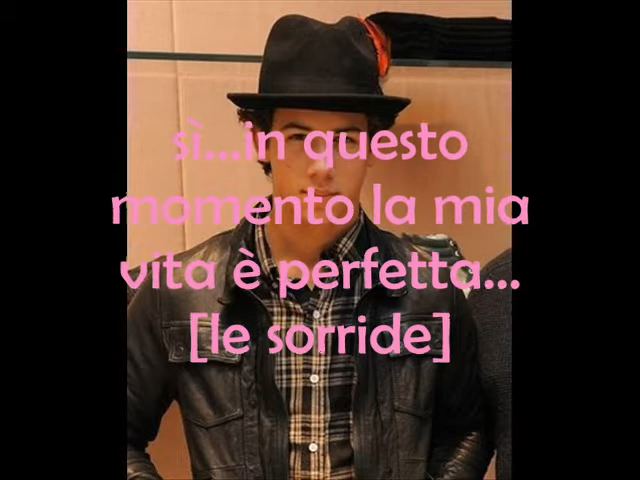 sì...in questo
momento la mia
vita è perfetta...
[le sorride]